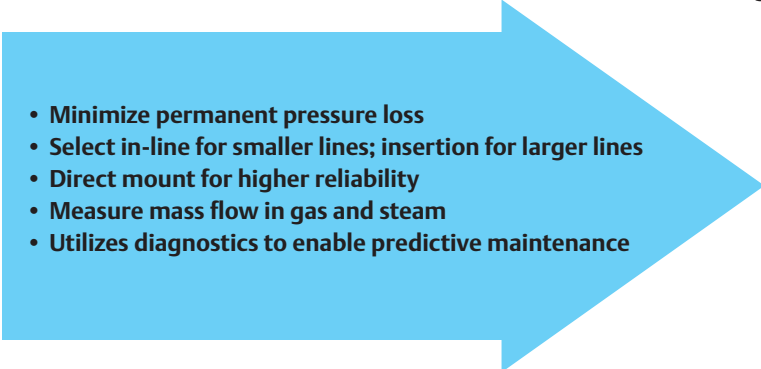 • Minimize permanent pressure loss
• Select in-line for smaller lines; insertion for larger lines
• Direct mount for higher reliability
• Measure mass flow in gas and steam
• Utilizes diagnostics to enable predictive maintenance